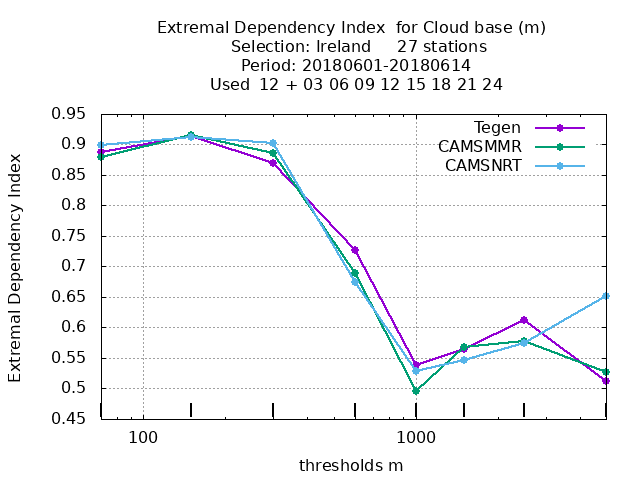 Extremal Dependency Index  for Cloud base (m)
Selection: Ireland     27 stations
Period: 20180601-20180614
Used  12 + 03 06 09 12 15 18 21 24
Extremal Dependency Index
0.95
0.9
0.85
0.8
0.75
0.7
0.65
0.6
0.55
0.5
0.45
Tegen
CAMSMMR
CAMSNRT
100
1000
thresholds m